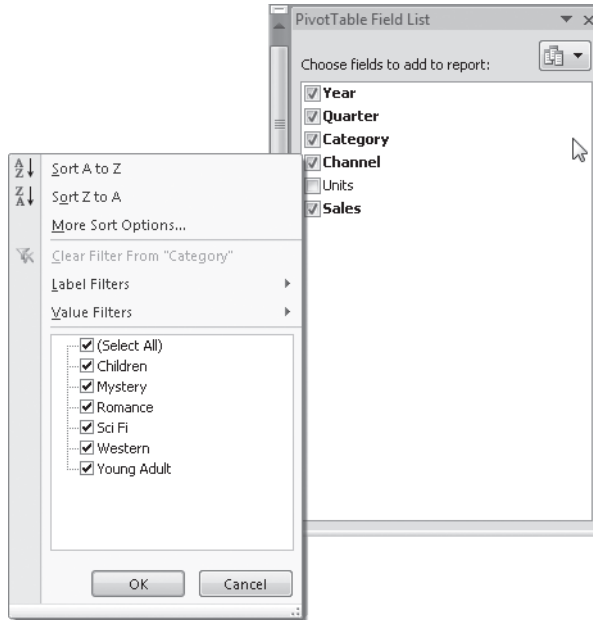 PivotTable Field List
Choose fields to add to report:
Year
Quarter
Category
Channel
Units
Sales
A
Z
Sort A to Z
Z
A
Sort Z to A
More Sort Options...
Clear Filter From "Category"
Label Filters
Value Filters
(Select All)
Children
Mystery
Romance
Sci Fi
Western
Young Adult
OK
Cancel